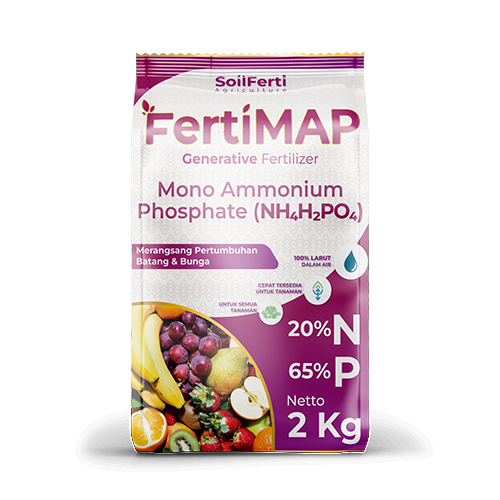 SoilFerti
Agriculture
FertiMAP
Generative Fertilizer
Mono Ammonium
Phosphate (NH₄H₂PO₄)
Merangsang Pertumbuhan
Batang & Bunga
100% LARUT
DALAM AIR
CEPAT TERSEDIA
UNTUK TANAMAN
UNTUK SEMUA
TANAMAN
20% N
65% P
Netto
2 Kg